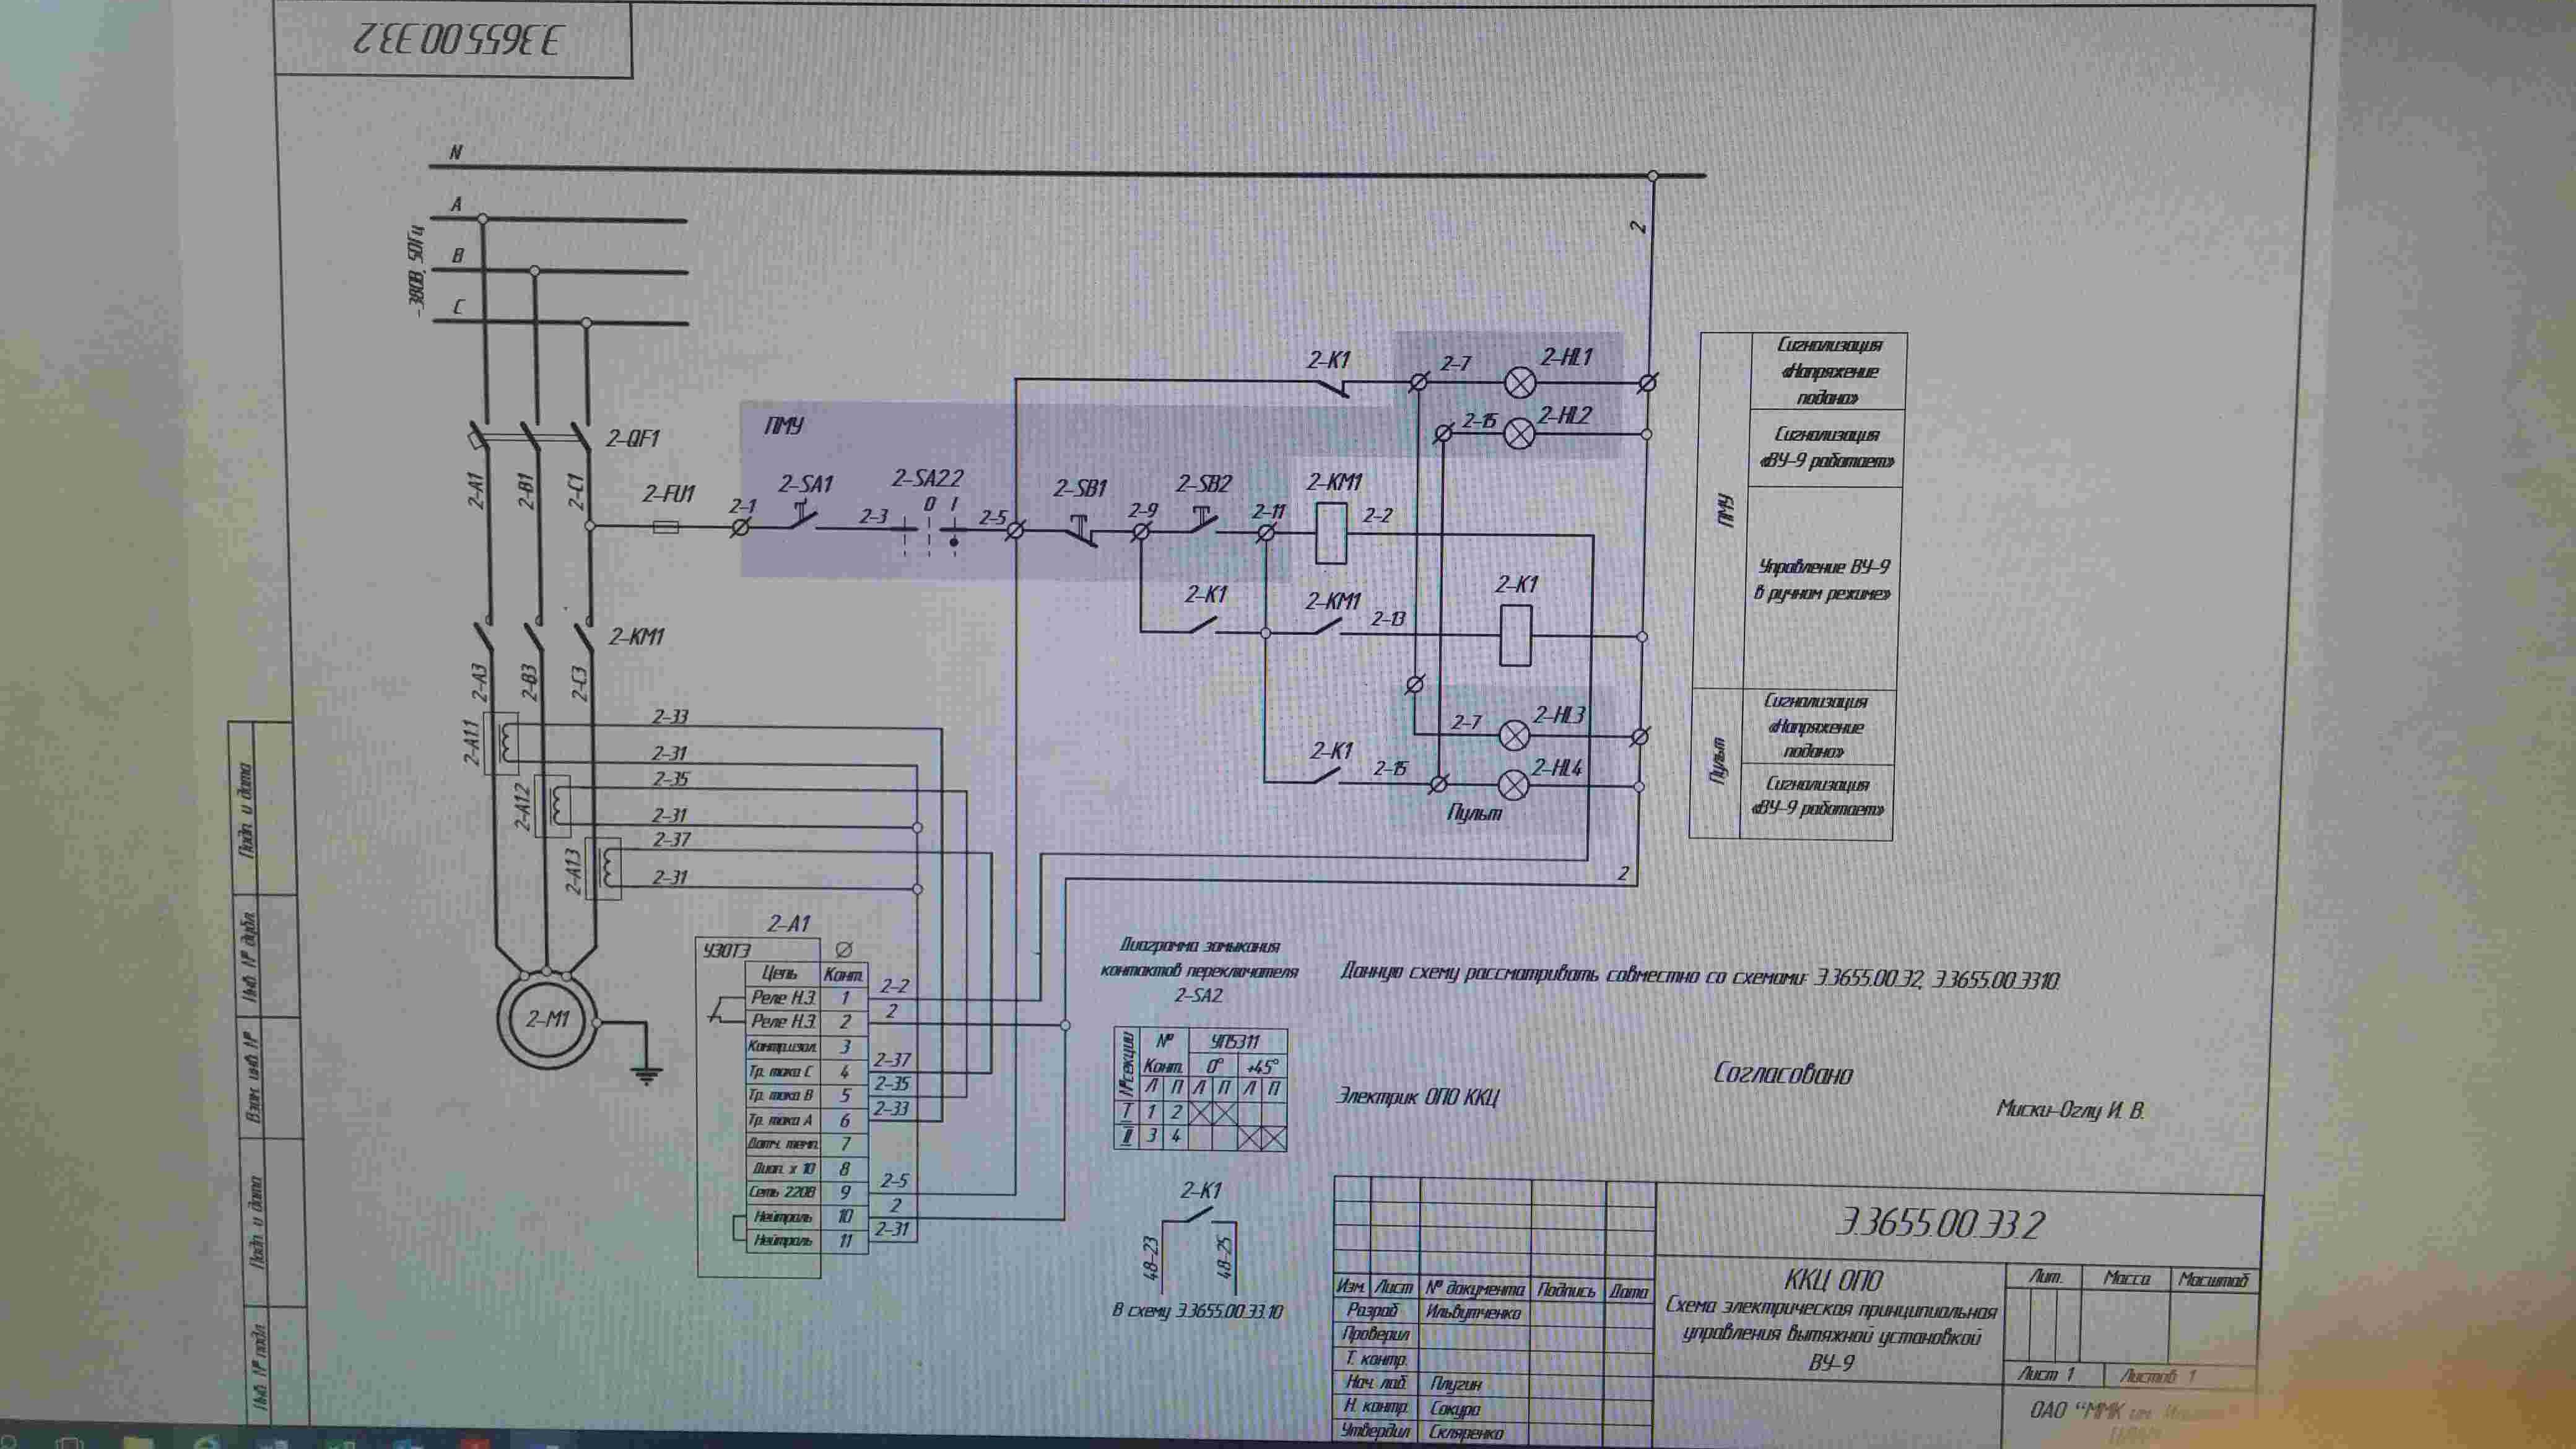 Э.3655.00.33.2
N
A
B
C
~380В, 50Гц
2
2-QF1
2-A1
2-B1
2-C1
2-FU1
ПМУ
2-1
2-SA1
2-3
2-SA2.2
0 I
2-5
2-SB1
2-9
2-SB2
2-11
2-KM1
2-2
2-K1
2-7
2-HL1
2-15
2-HL2
2-K1
2-KM1
2-13
2-K1
2-7
2-HL3
2-K1
2-15
2-HL4
Пульт
2
2-KM1
2-A3
2-B3
2-C3
2-A1.1
2-A1.2
2-A1.3
2-33
2-31
2-35
2-31
2-37
2-31
2-M1
ПМУ
Сигнализация
«Напряжение
подано»
Сигнализация
«ВУ-9 работает»
Управление ВУ-9
в ручном режиме»
Пульт
Сигнализация
«Напряжение
подано»
Сигнализация
«ВУ-9 работает»
2-A1
УЗОТЭ
Цепь Конт.
Реле Н.З. 1 2-2
Реле Н.З. 2 2
Контр.изол. 3
Тр. тока С 4 2-37
Тр. тока В 5 2-35
Тр. тока А 6 2-33
Датч. темп. 7
Диап. х 10 8
Сеть 220В 9 2-5
Нейтраль 10 2
Нейтраль 11 2-31
Диаграмма замыкания
контактов переключателя
2-SA2
№ секции № Конт. УП5311
0° +45°
Л П Л П Л П
I 1 2
II 3 4
2-K1
48-23
48-25
В схему Э.3655.00.33.10
Данную схему рассматривать совместно со схемами: Э.3655.00.32, Э.3655.00.33.10.
Согласовано
Электрик ОПО ККЦ
Миски-Оглу И. В.
Э.3655.00.33.2
Изм. Лист № документа Подпись Дата
Разраб. Ильвутченко
Проверил
Т. контр.
Нач. лаб. Плугин
Н. контр. Сокура
Утвердил Скляренко
ККЦ ОПО
Схема электрическая принципиальная
управления вытяжной установкой
ВУ-9
Лит. Масса Масштаб
Лист 1 Листов 1
ОАО "ММК им.
Подп. и дата
Инв. № дубл.
Взам. инв. №
Подп. и дата
Инв. № подл.